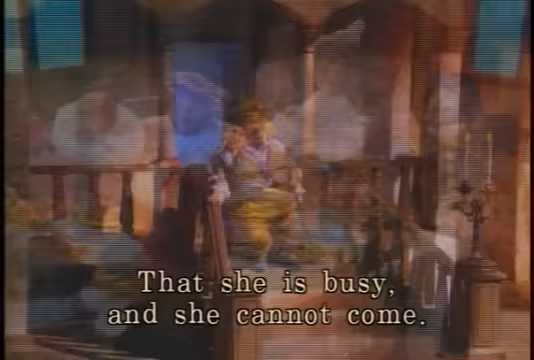 That she is busy,
and she cannot come.